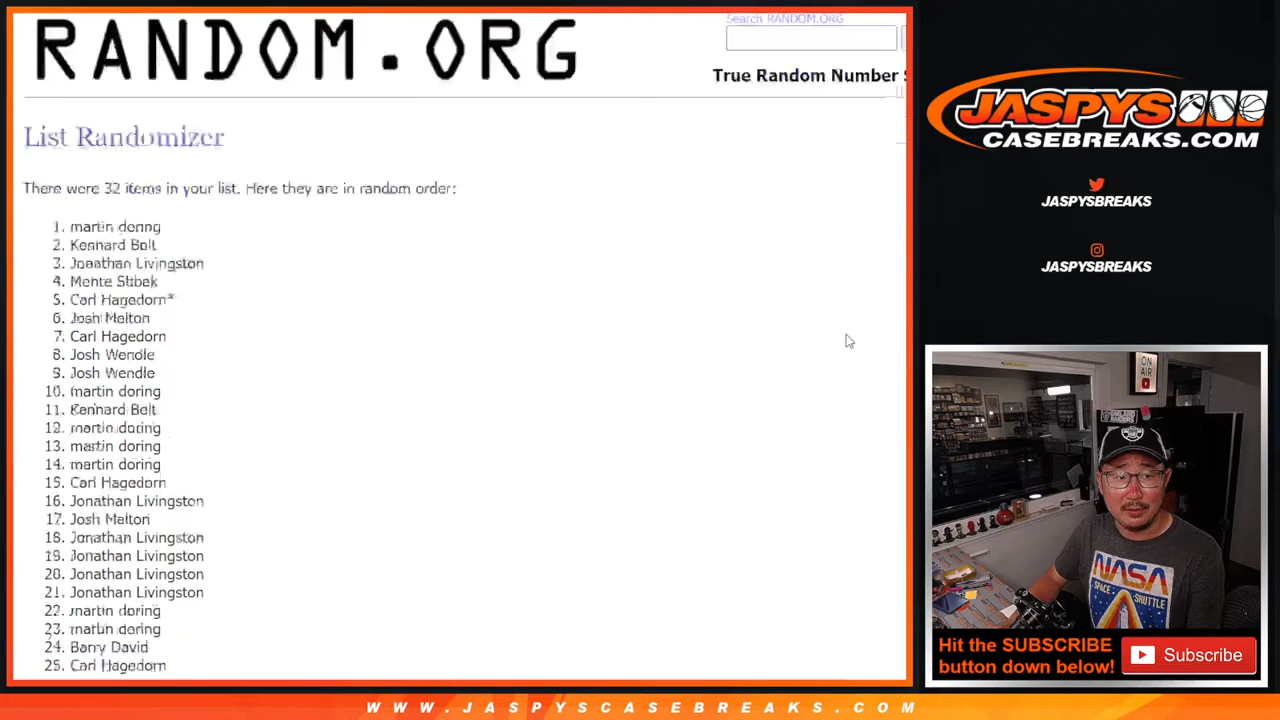 RANDOM.ORG
Search RANDOM.ORG
True Random Number S
List Randomizer
There were 32 items in your list. Here they are in random order:
1. martin doring
2. Kennard Bolt
3. Jonathan Livingston
4. Monte
5. Carl Hagedorn*
6. Josh Melton
7. Carl Hagedorn
8. Josh Wendle
9. Josh Wendle
10. martin doring
11. Kennard Bolt
12. martin doring
13. martin doring
14. martin doring
15. Carl Hagedorn
16. Jonathan Livingston
17. Josh Melton
18. Jonathan Livingston
19. Jonathan Livingston
20. Jonathan Livingston
21. Jonathan Livingston
22. martin doring
23. martin doring
24. Barry David
25. Carl Hagedorn
JASPYS
CASEBREAKS.COM
JASPYSBREAKS
JASPYSBREAKS
ON AIR
NASA
SPACE SHUTTLE
Hit the SUBSCRIBE
button down below!
Subscribe
WWW.JASPYSCASEBREAKS.COM